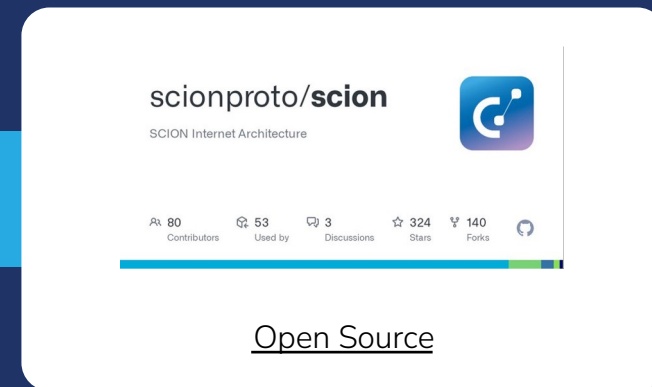 scionproto/scion
SCION Internet Architecture
80 53 3 324 140
Contributors Used by Discussions Stars Forks
Open Source